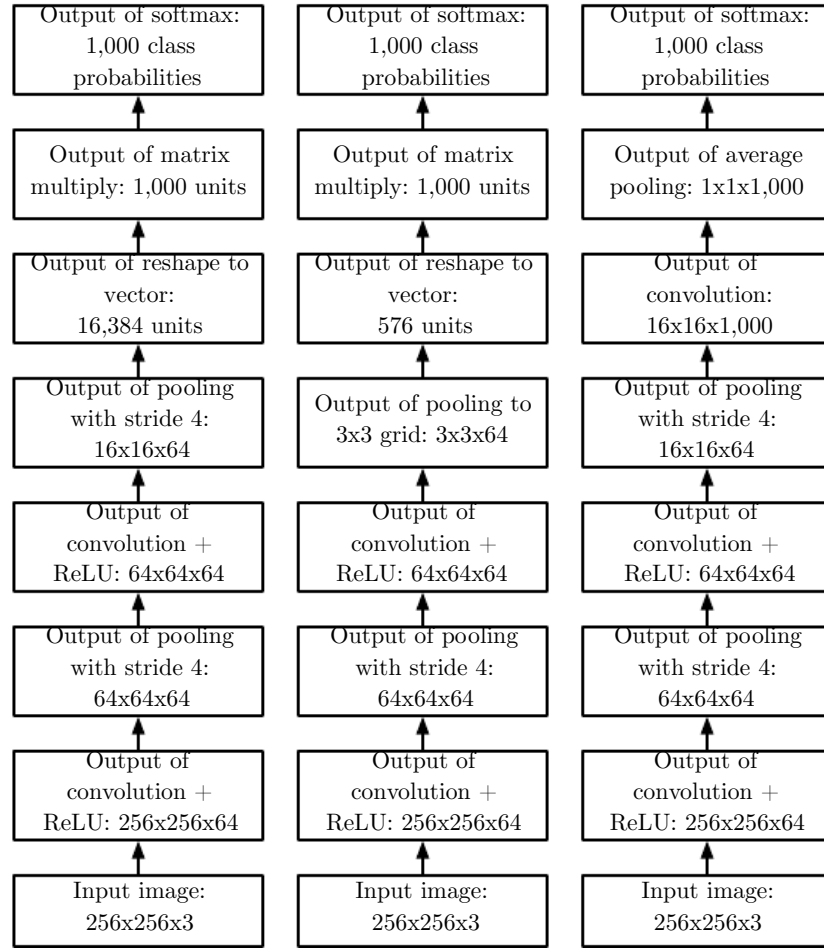 Output of softmax:
1,000 class
probabilities
Output of matrix
multiply: 1,000 units
Output of reshape to
vector:
16,384 units
Output of pooling
with stride 4:
16x16x64
Output of
convolution +
ReLU: 64x64x64
Output of pooling
with stride 4:
64x64x64
Output of
convolution +
ReLU: 256x256x64
Input image:
256x256x3
Output of softmax:
1,000 class
probabilities
Output of matrix
multiply: 1,000 units
Output of reshape to
vector:
576 units
Output of pooling to
3x3 grid: 3x3x64
Output of
convolution +
ReLU: 64x64x64
Output of pooling
with stride 4:
64x64x64
Output of
convolution +
ReLU: 256x256x64
Input image:
256x256x3
Output of softmax:
1,000 class
probabilities
Output of average
pooling: 1x1x1,000
Output of
convolution:
16x16x1,000
Output of pooling
with stride 4:
16x16x64
Output of
convolution +
ReLU: 64x64x64
Output of pooling
with stride 4:
64x64x64
Output of
convolution +
ReLU: 256x256x64
Input image:
256x256x3